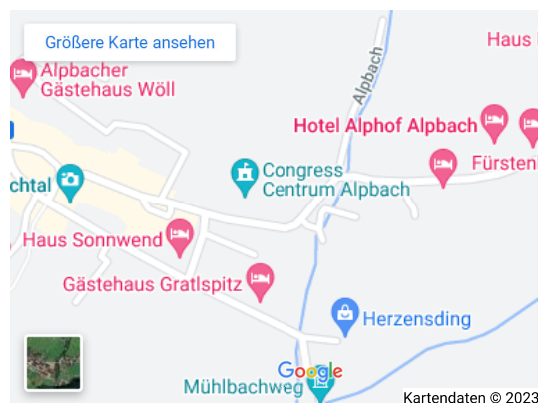 Größere Karte ansehen
Haus
Alpbacher
Gästehaus Wöll
Alpbach
Hotel Alphof Alpbach
Congress
Centrum Alpbach
chtal
Haus Sonnwend
Gästehaus Gratlspitz
Herzensding
Google
Mühlbachweg
Kartendaten © 2023